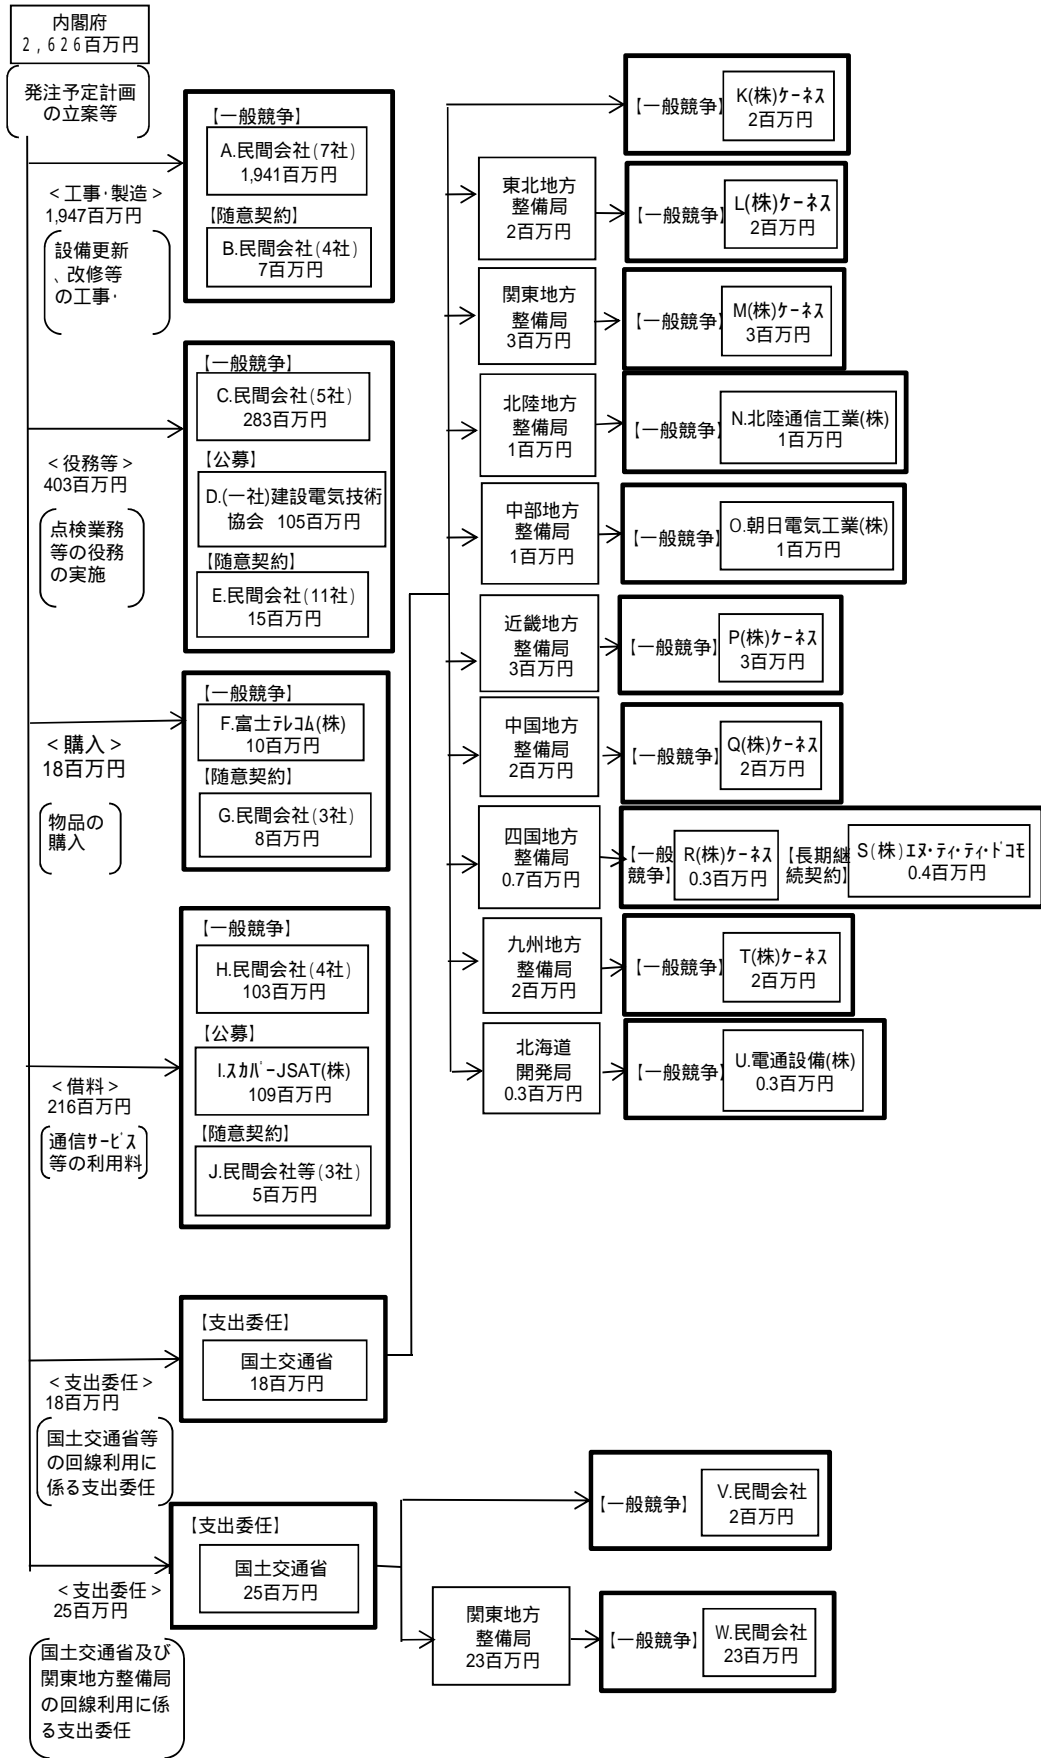 内閣府
2,626百万円
発注予定計画
の立案等
<工事・製造>
1,947百万円
設備更新
、改修等
の工事・
【一般競争】
A.民間会社(7社)
1,941百万円
【随意契約】
B.民間会社(4社)
7百万円
<役務等>
403百万円
点検業務
等の役務
の実施
【一般競争】
C.民間会社(5社)
283百万円
【公募】
D.(一社)建設電気技術
協会 105百万円
【随意契約】
E.民間会社(11社)
15百万円
<購入>
18百万円
物品の
購入
【一般競争】
F.富士テレコム(株)
10百万円
【随意契約】
G.民間会社(3社)
8百万円
<借料>
216百万円
通信サービス
等の利用料
【一般競争】
H.民間会社(4社)
103百万円
【公募】
I.スカパーJSAT(株)
109百万円
【随意契約】
J.民間会社等(3社)
5百万円
<支出委任>
18百万円
国土交通省等
の回線利用に
係る支出委任
【支出委任】
国土交通省
18百万円
【一般競争】
K(株)ケーネス
2百万円
東北地方
整備局
2百万円
【一般競争】
L(株)ケーネス
2百万円
関東地方
整備局
3百万円
【一般競争】
M(株)ケーネス
3百万円
北陸地方
整備局
1百万円
【一般競争】
N.北陸通信工業(株)
1百万円
中部地方
整備局
1百万円
【一般競争】
O.朝日電気工業(株)
1百万円
近畿地方
整備局
3百万円
【一般競争】
P(株)ケーネス
3百万円
中国地方
整備局
2百万円
【一般競争】
Q(株)ケーネス
2百万円
四国地方
整備局
0.7百万円
【一般
競争】
R(株)ケーネス
0.3百万円
【長期継
続契約】
S(株)エヌ・ティ・ティ・ドコモ
0.4百万円
九州地方
整備局
2百万円
【一般競争】
T(株)ケーネス
2百万円
北海道
開発局
0.3百万円
【一般競争】
U.電通設備(株)
0.3百万円
<支出委任>
25百万円
国土交通省及び
関東地方整備局
の回線利用に係
る支出委任
【支出委任】
国土交通省
25百万円
【一般競争】
V.民間会社
2百万円
関東地方
整備局
23百万円
【一般競争】
W.民間会社
23百万円